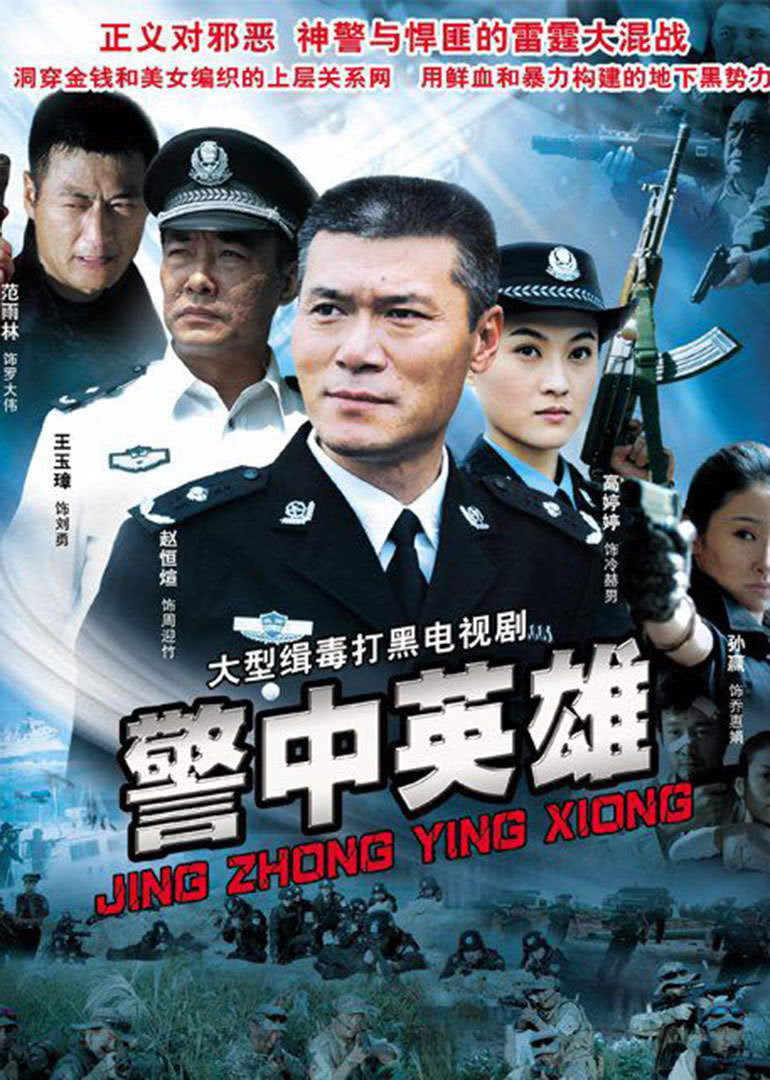 正义对邪恶 神警与悍匪的雷霆大混战
洞穿金钱和美女编织的上层关系网 用鲜血和暴力构建的地下黑势力
范雨林
饰罗大伟
王玉璋
饰刘勇
赵恒煊
饰周迎竹
高婷婷
饰冷赫男
孙赢
饰乔惠娟
大型缉毒打黑电视剧
警中英雄
JING ZHONG YING XIONG